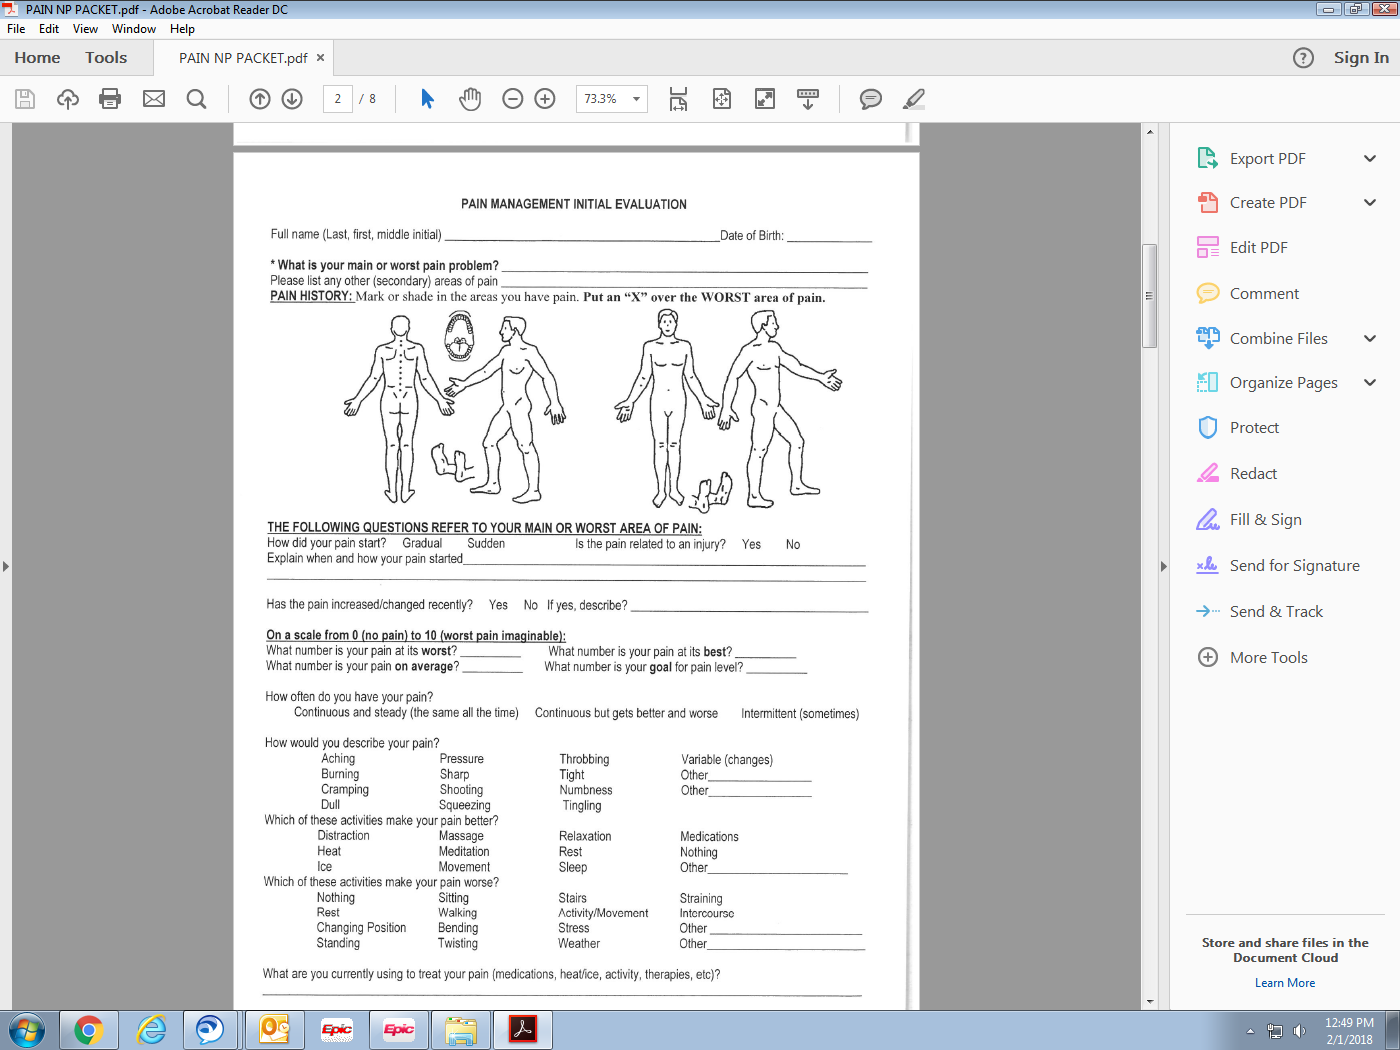 PAIN NP PACKET.pdf - Adobe Acrobat Reader DC
File Edit View Window Help
Home Tools PAIN NP PACKET.pdf × Sign In
2 / 8 73.3%
PAIN MANAGEMENT INITIAL EVALUATION
Full name (Last, first, middle initial) Date of Birth:
* What is your main or worst pain problem?
Please list any other (secondary) areas of pain
PAIN HISTORY: Mark or shade in the areas you have pain. Put an “X” over the WORST area of pain.
THE FOLLOWING QUESTIONS REFER TO YOUR MAIN OR WORST AREA OF PAIN:
How did your pain start? Gradual Sudden Is the pain related to an injury? Yes No
Explain when and how your pain started
Has the pain increased/changed recently? Yes No If yes, describe?
On a scale from 0 (no pain) to 10 (worst pain imaginable):
What number is your pain at its worst? What number is your pain at its best?
What number is your pain on average? What number is your goal for pain level?
How often do you have your pain?
Continuous and steady (the same all the time) Continuous but gets better and worse Intermittent (sometimes)
How would you describe your pain?
Aching Pressure Throbbing Variable (changes)
Burning Sharp Tight Other
Cramping Shooting Numbness Other
Dull Squeezing Tingling
Which of these activities make your pain better?
Distraction Massage Relaxation Medications
Heat Meditation Rest Nothing
Ice Movement Sleep Other
Which of these activities make your pain worse?
Nothing Sitting Stairs Straining
Rest Walking Activity/Movement Intercourse
Changing Position Bending Stress Other
Standing Twisting Weather Other
What are you currently using to treat your pain (medications, heat/ice, activity, therapies, etc)?
Export PDF
Create PDF
Edit PDF
Comment
Combine Files
Organize Pages
Protect
Redact
Fill & Sign
Send for Signature
Send & Track
More Tools
Store and share files in the
Document Cloud
Learn More
Epic Epic
12:49 PM
2/1/2018